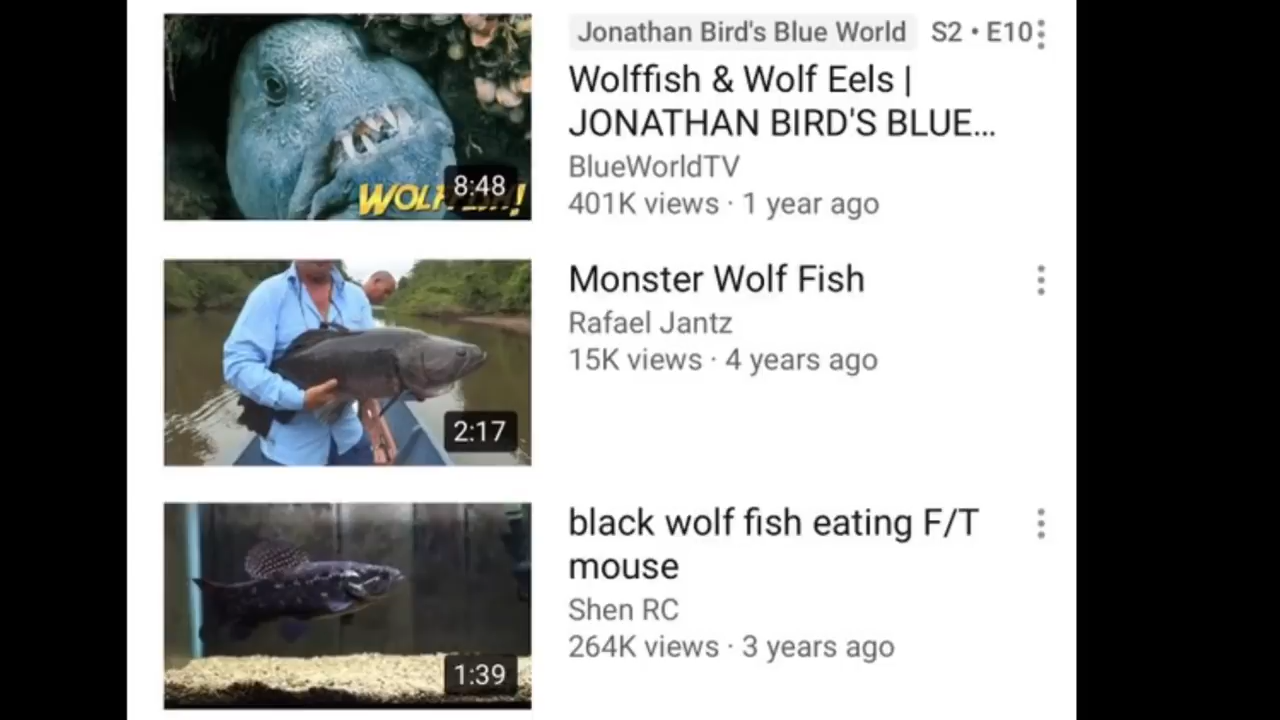 Jonathan Bird's Blue World S2 • E10
Wolffish & Wolf Eels |
JONATHAN BIRD'S BLUE...
BlueWorldTV
401K views · 1 year ago
8:48
Monster Wolf Fish
Rafael Jantz
15K views · 4 years ago
2:17
black wolf fish eating F/T
mouse
Shen RC
264K views · 3 years ago
1:39